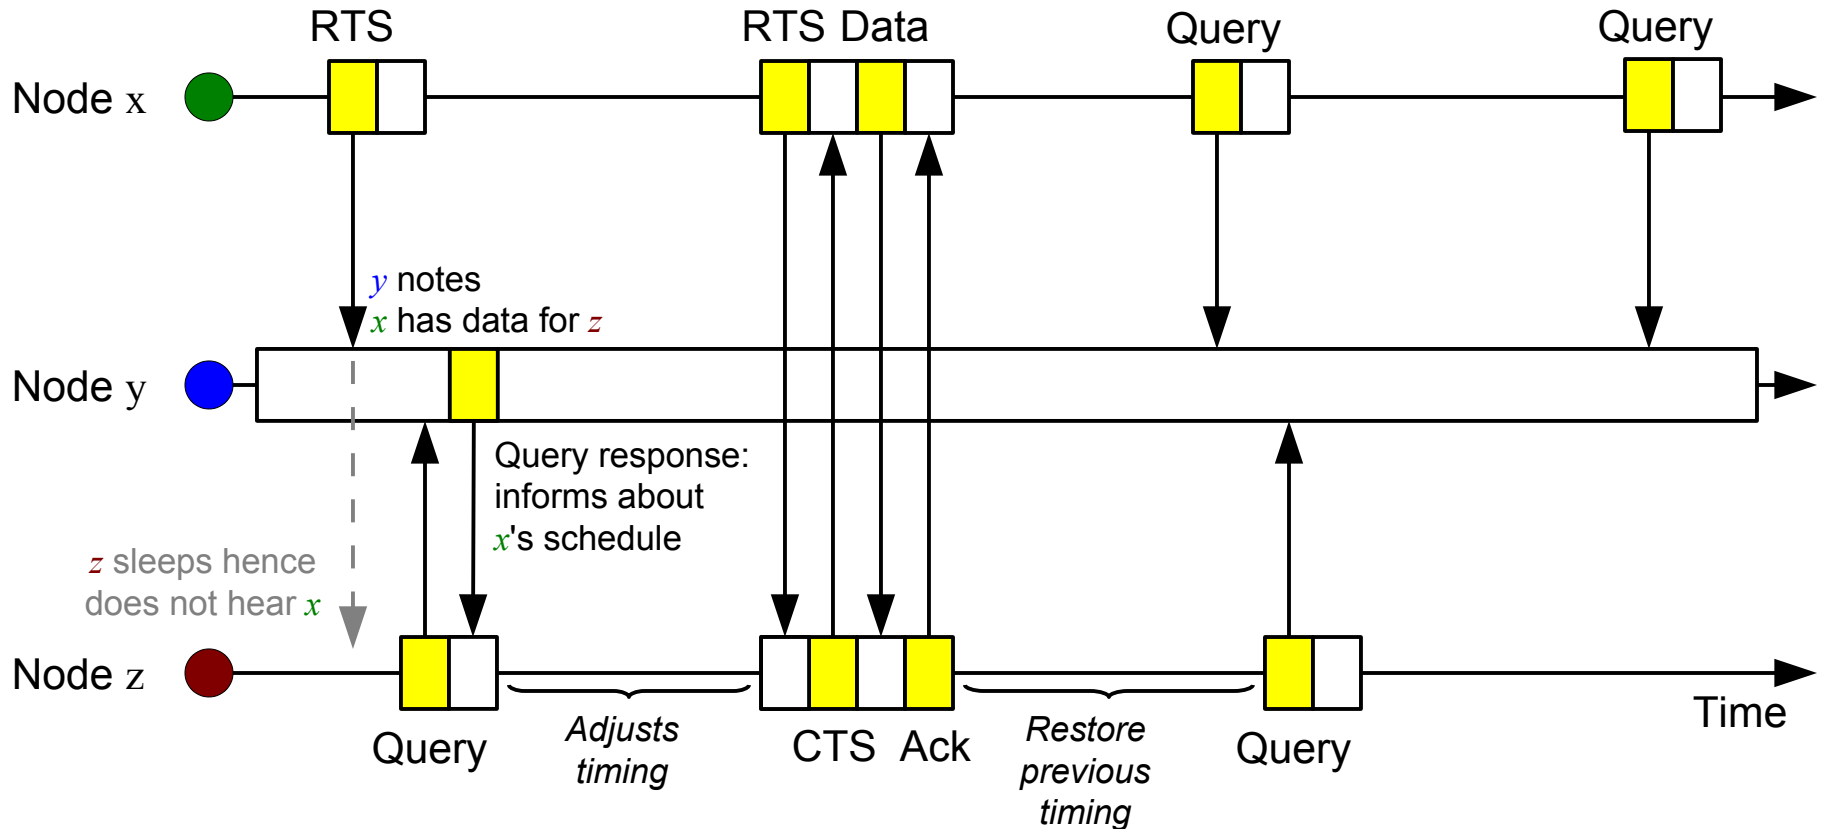 RTS
RTS Data
Query
Query
Node x
y notes
x has data for z
Node y
Query response:
informs about
x's schedule
z sleeps hence
does not hear x
Node z
Time
Query
Adjusts
timing
CTS Ack
Restore
previous
timing
Query